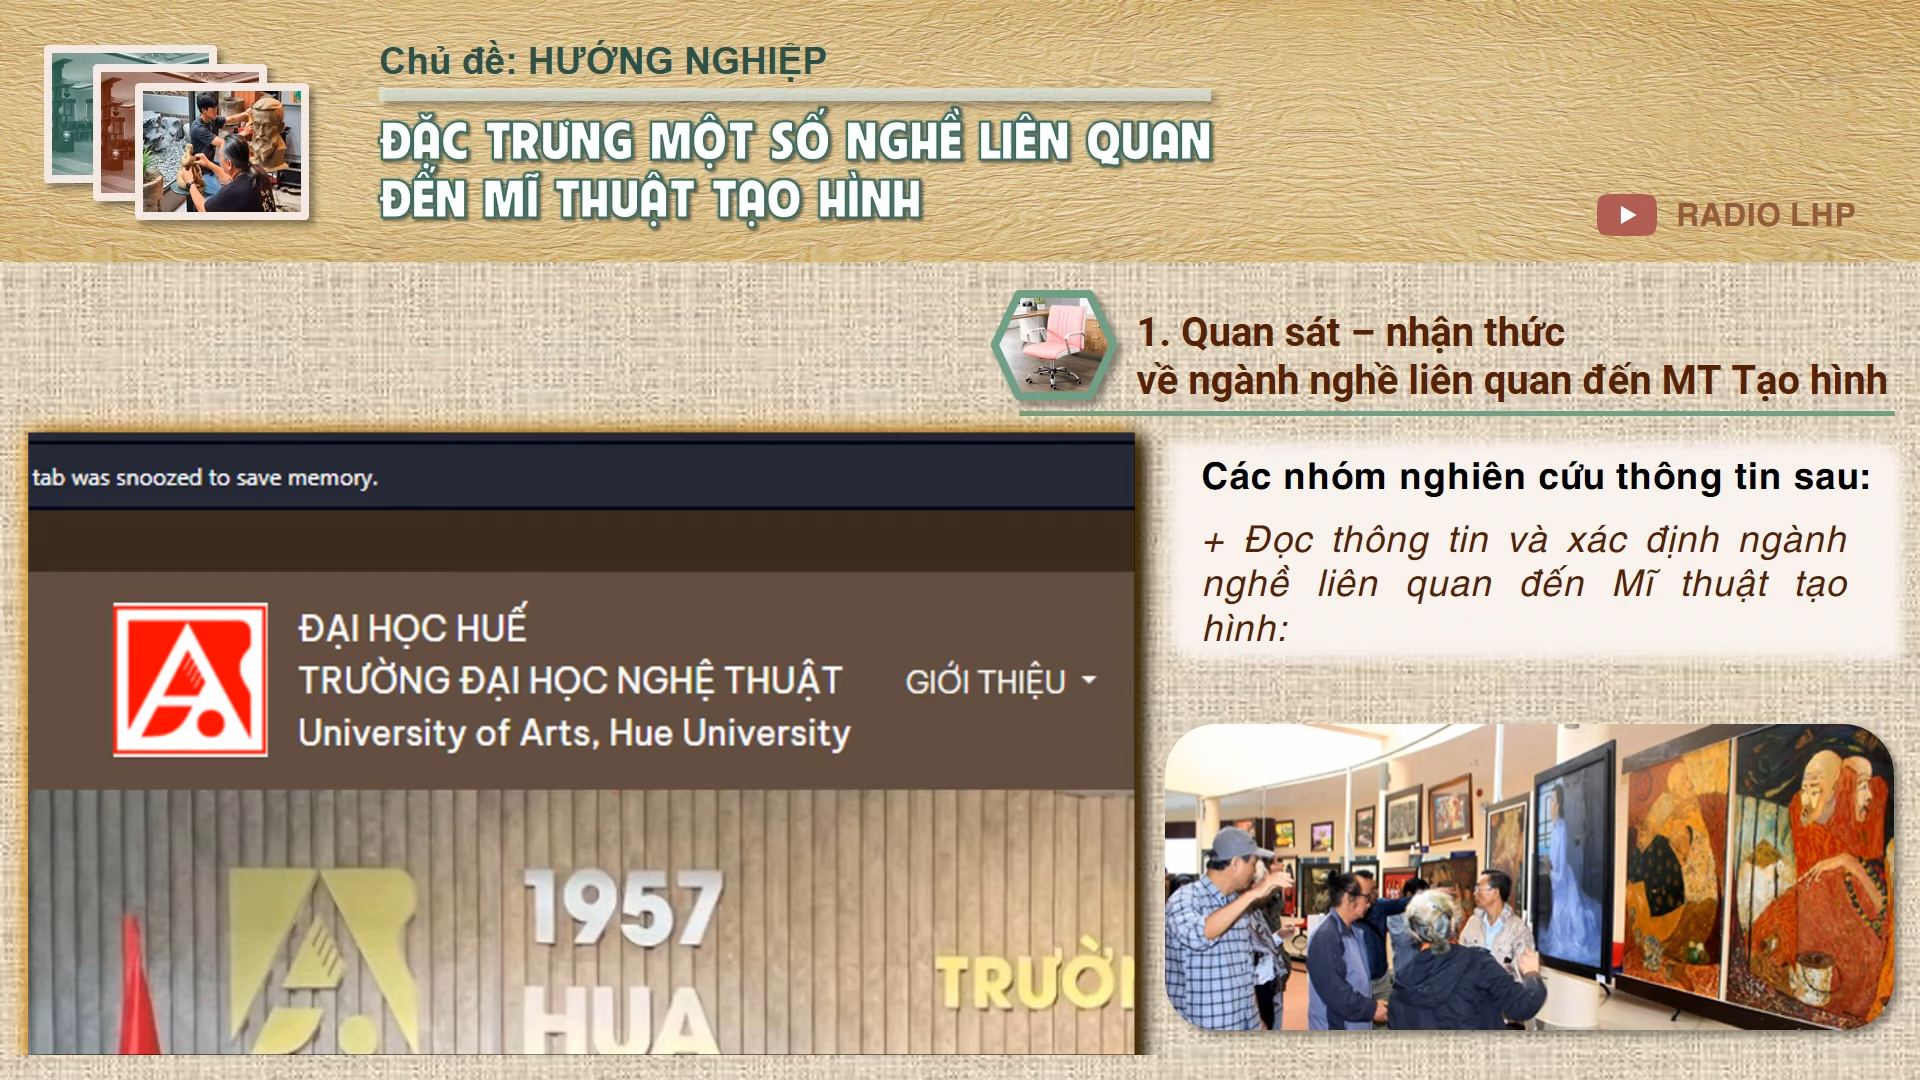 Chủ đề: HƯỚNG NGHIỆP
ĐẶC TRƯNG MỘT SỐ NGHỀ LIÊN QUAN
ĐẾN MĨ THUẬT TẠO HÌNH
RADIO LHP
1. Quan sát – nhận thức
về ngành nghề liên quan đến MT Tạo hình
tab was snoozed to save memory.
ĐẠI HỌC HUẾ
TRƯỜNG ĐẠI HỌC NGHỆ THUẬT
University of Arts, Hue University
GIỚI THIỆU
1957
HUA
TRƯỜN
Các nhóm nghiên cứu thông tin sau:
+ Đọc thông tin và xác định ngành
nghề liên quan đến Mĩ thuật tạo
hình: